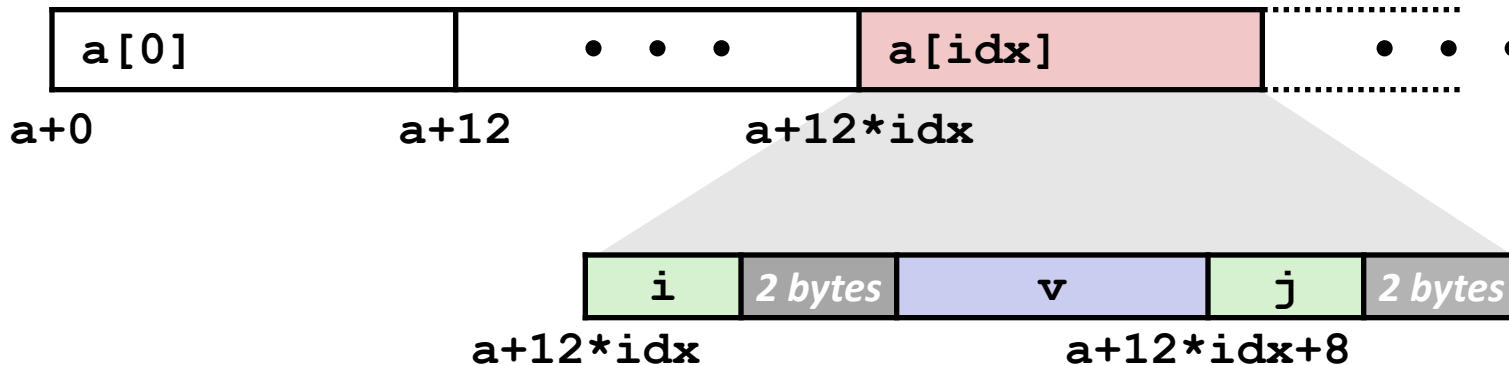 a[0] • • • a[idx] • • •
a+0 a+12 a+12*idx
i 2 bytes v j 2 bytes
a+12*idx a+12*idx+8